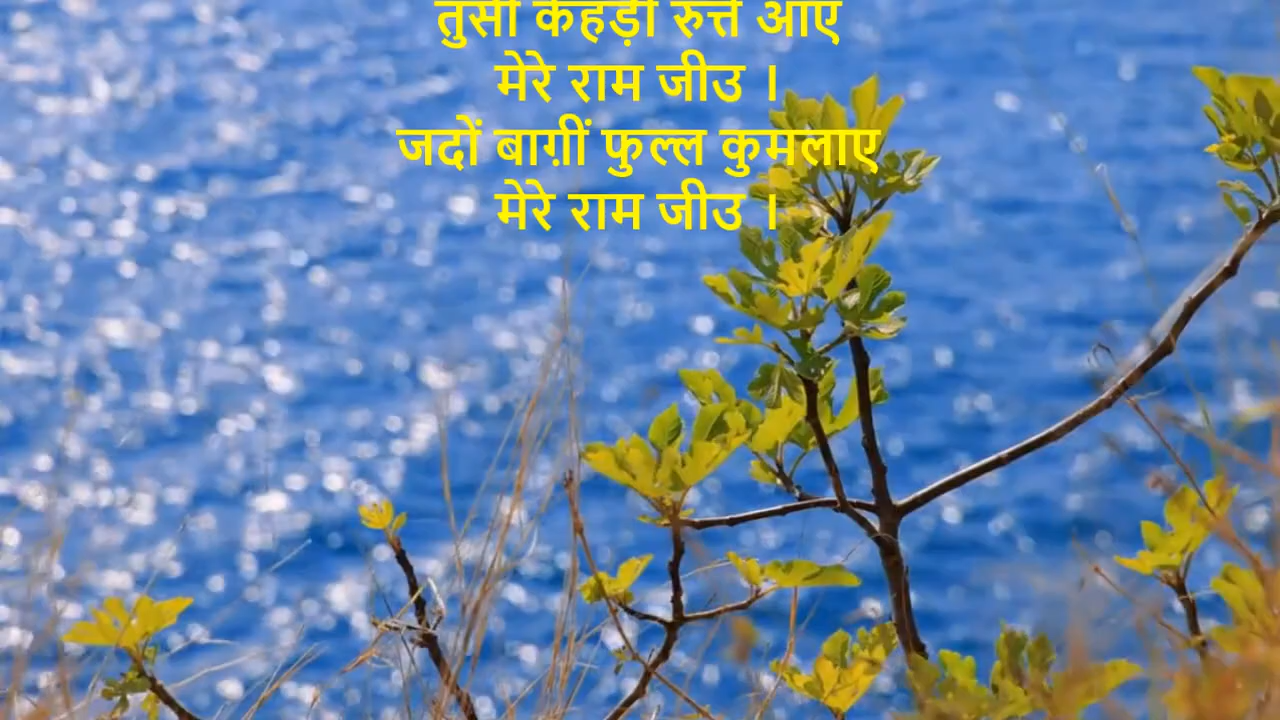 तुसीं केहड़ी रुत्ते आए
मेरे राम जीउ ।
जदों बाग़ीं फुल्ल कुमलाए
मेरे राम जीउ ।